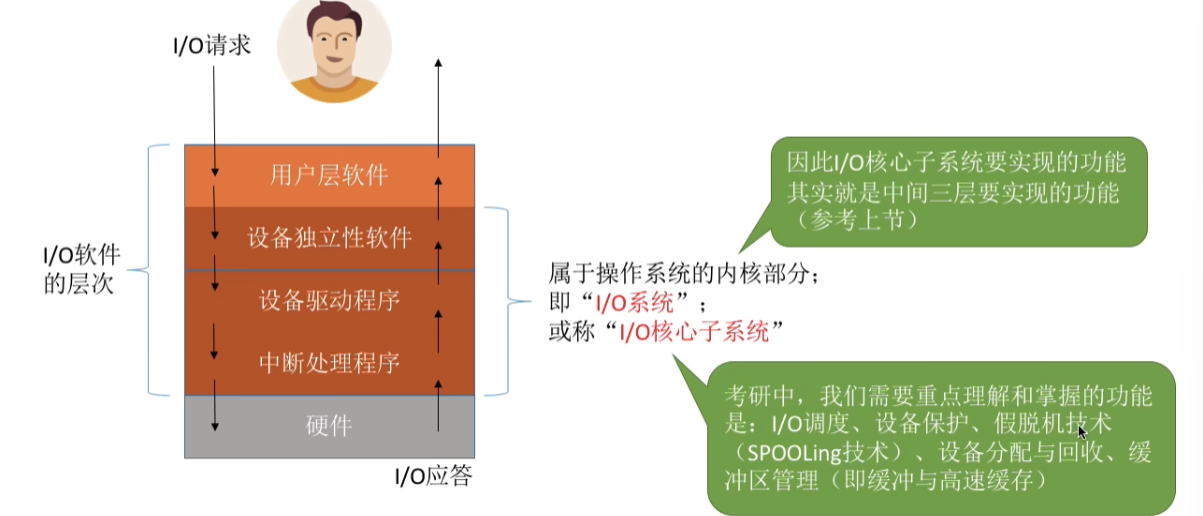 I/O请求
用户层软件
设备独立性软件
设备驱动程序
中断处理程序
硬件
I/O应答
I/O软件
的层次
属于操作系统的内核部分；
即“I/O系统”；
或称“I/O核心子系统”
因此I/O核心子系统要实现的功能
其实就是中间三层要实现的功能
（参考上节）
考研中，我们需要重点理解和掌握的功能
是：I/O调度、设备保护、假脱机技术
（SPOOLing技术）、设备分配与回收、缓
冲区管理（即缓冲与高速缓存）